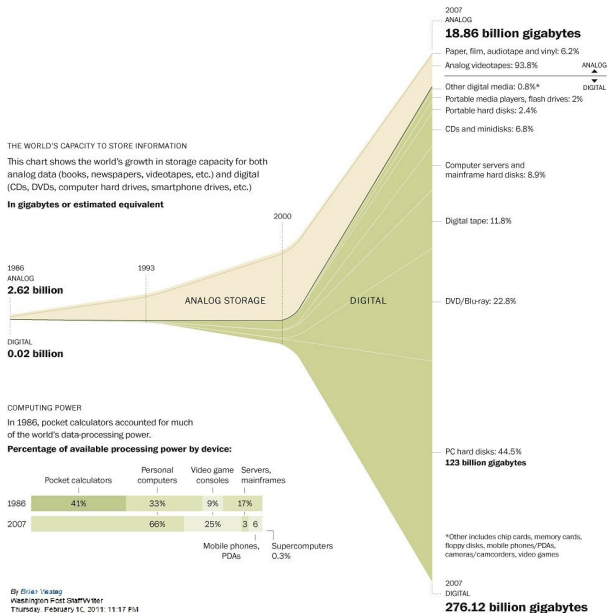 2007
ANALOG
18.86 billion gigabytes
Paper, film, audiotape and vinyl: 6.2%
Analog videotapes: 93.8%
ANALOG
DIGITAL
Other digital media: 0.8%*
Portable media players, flash drives: 2%
Portable hard disks: 2.4%
CDs and minidisks: 6.8%
Computer servers and
mainframe hard disks: 8.9%
Digital tape: 11.8%
DVD/Blu-ray: 22.8%
PC hard disks: 44.5%
123 billion gigabytes
*Other includes chip cards, memory cards,
floppy disks, mobile phones/PDAs,
cameras/camcorders, video games
2007
DIGITAL
276.12 billion gigabytes
THE WORLD'S CAPACITY TO STORE INFORMATION
This chart shows the world's growth in storage capacity for both
analog data (books, newspapers, videotapes, etc.) and digital
(CDs, DVDs, computer hard drives, smartphone drives, etc.)
In gigabytes or estimated equivalent
2000
1993
1986
ANALOG
2.62 billion
ANALOG STORAGE
DIGITAL
DIGITAL
0.02 billion
COMPUTING POWER
In 1986, pocket calculators accounted for much
of the world's data-processing power.
Percentage of available processing power by device:
Pocket calculators
Personal
computers
Video game
consoles
Servers,
mainframes
1986 41% 33% 9% 17%
2007 66% 25% 3 6
Mobile phones,
PDAs
Supercomputers
0.3%
By Brian Vastag
Washington Post Staff Writer
Thursday, February 10, 2011; 11:17 PM